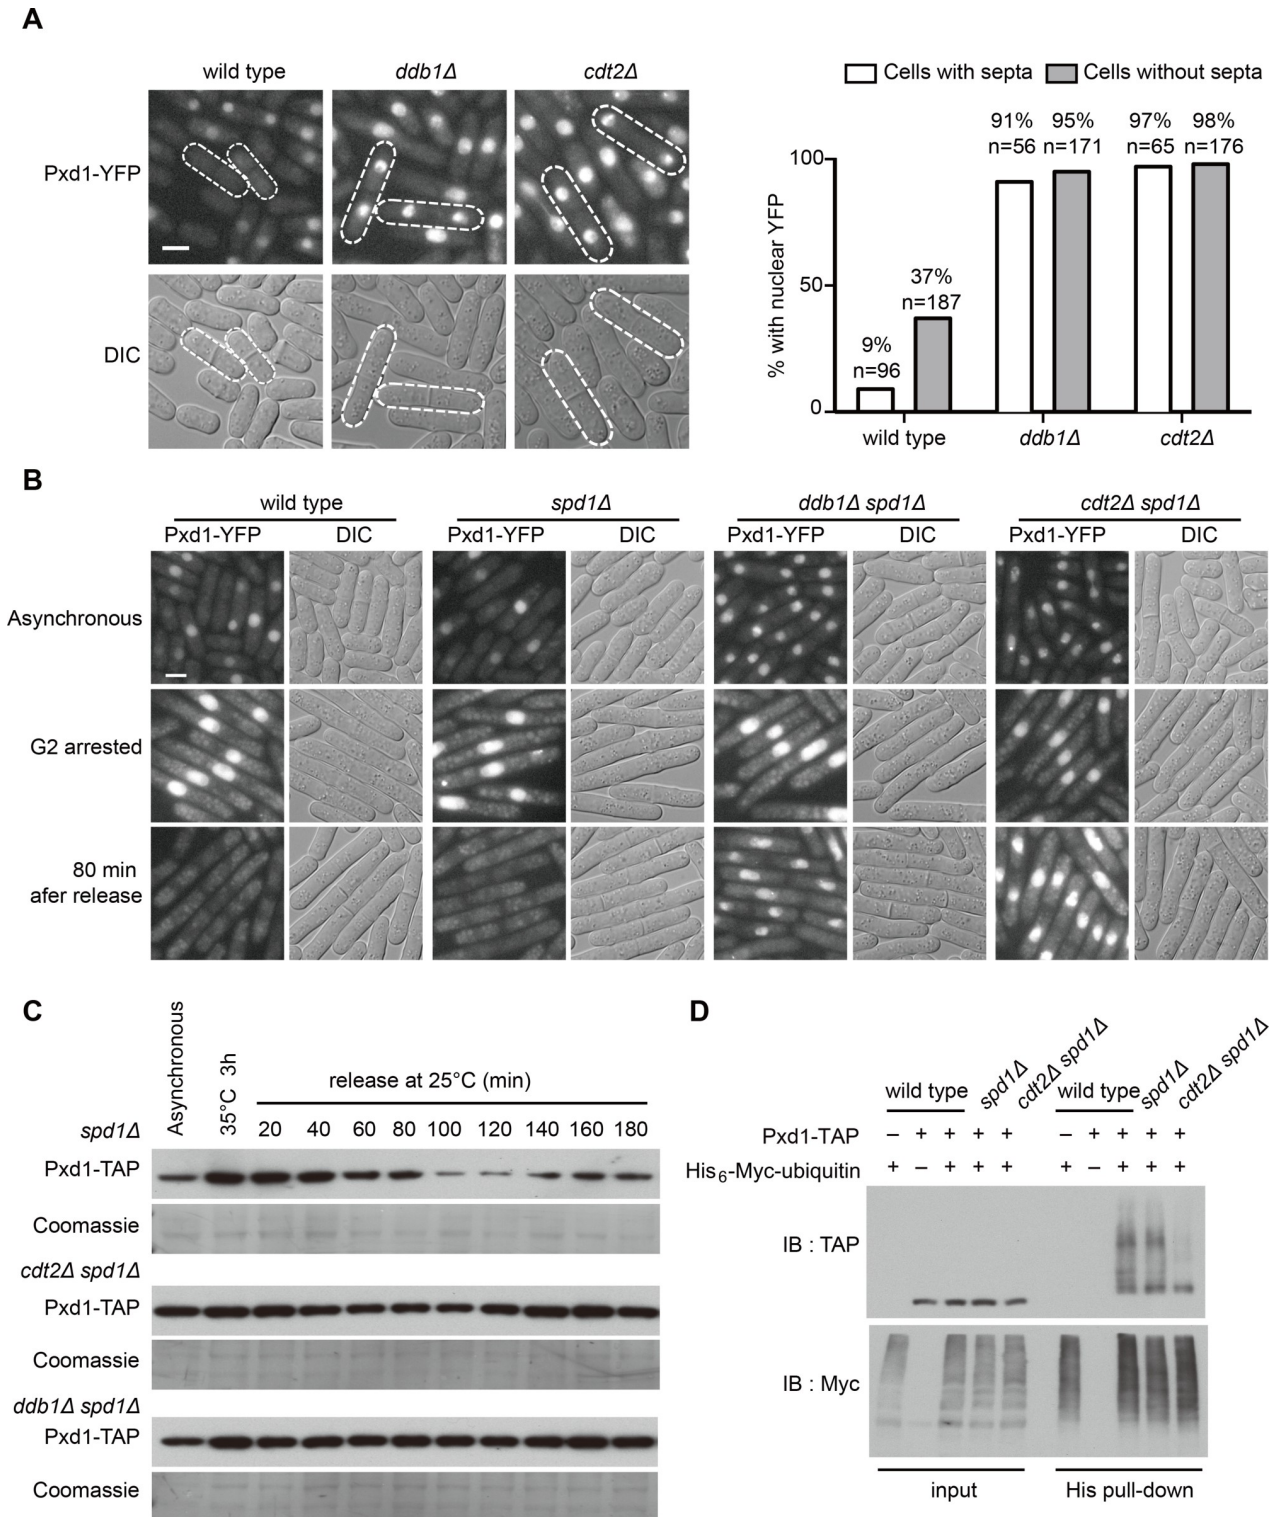 A
wild type
ddb1Δ
cdt2Δ
Pxd1-YFP
DIC
Cells with septa
Cells without septa
% with nuclear YFP
100
50
0
9%
n=96
37%
n=187
91%
n=56
95%
n=171
97%
n=65
98%
n=176
wild type
ddb1Δ
cdt2Δ
B
wild type
spd1Δ
ddb1Δ spd1Δ
cdt2Δ spd1Δ
Pxd1-YFP
DIC
Pxd1-YFP
DIC
Pxd1-YFP
DIC
Pxd1-YFP
DIC
Asynchronous
G2 arrested
80 min
afer release
C
Asynchronous
35°C 3h
release at 25°C (min)
spd1Δ
20 40 60 80 100 120 140 160 180
Pxd1-TAP
Coomassie
cdt2Δ spd1Δ
Pxd1-TAP
Coomassie
ddb1Δ spd1Δ
Pxd1-TAP
Coomassie
D
wild type
spd1Δ
cdt2Δ spd1Δ
wild type
spd1Δ
cdt2Δ spd1Δ
Pxd1-TAP – + + + + – + + + +
His6-Myc-ubiquitin + – + + + + – + + +
IB : TAP
IB : Myc
input
His pull-down